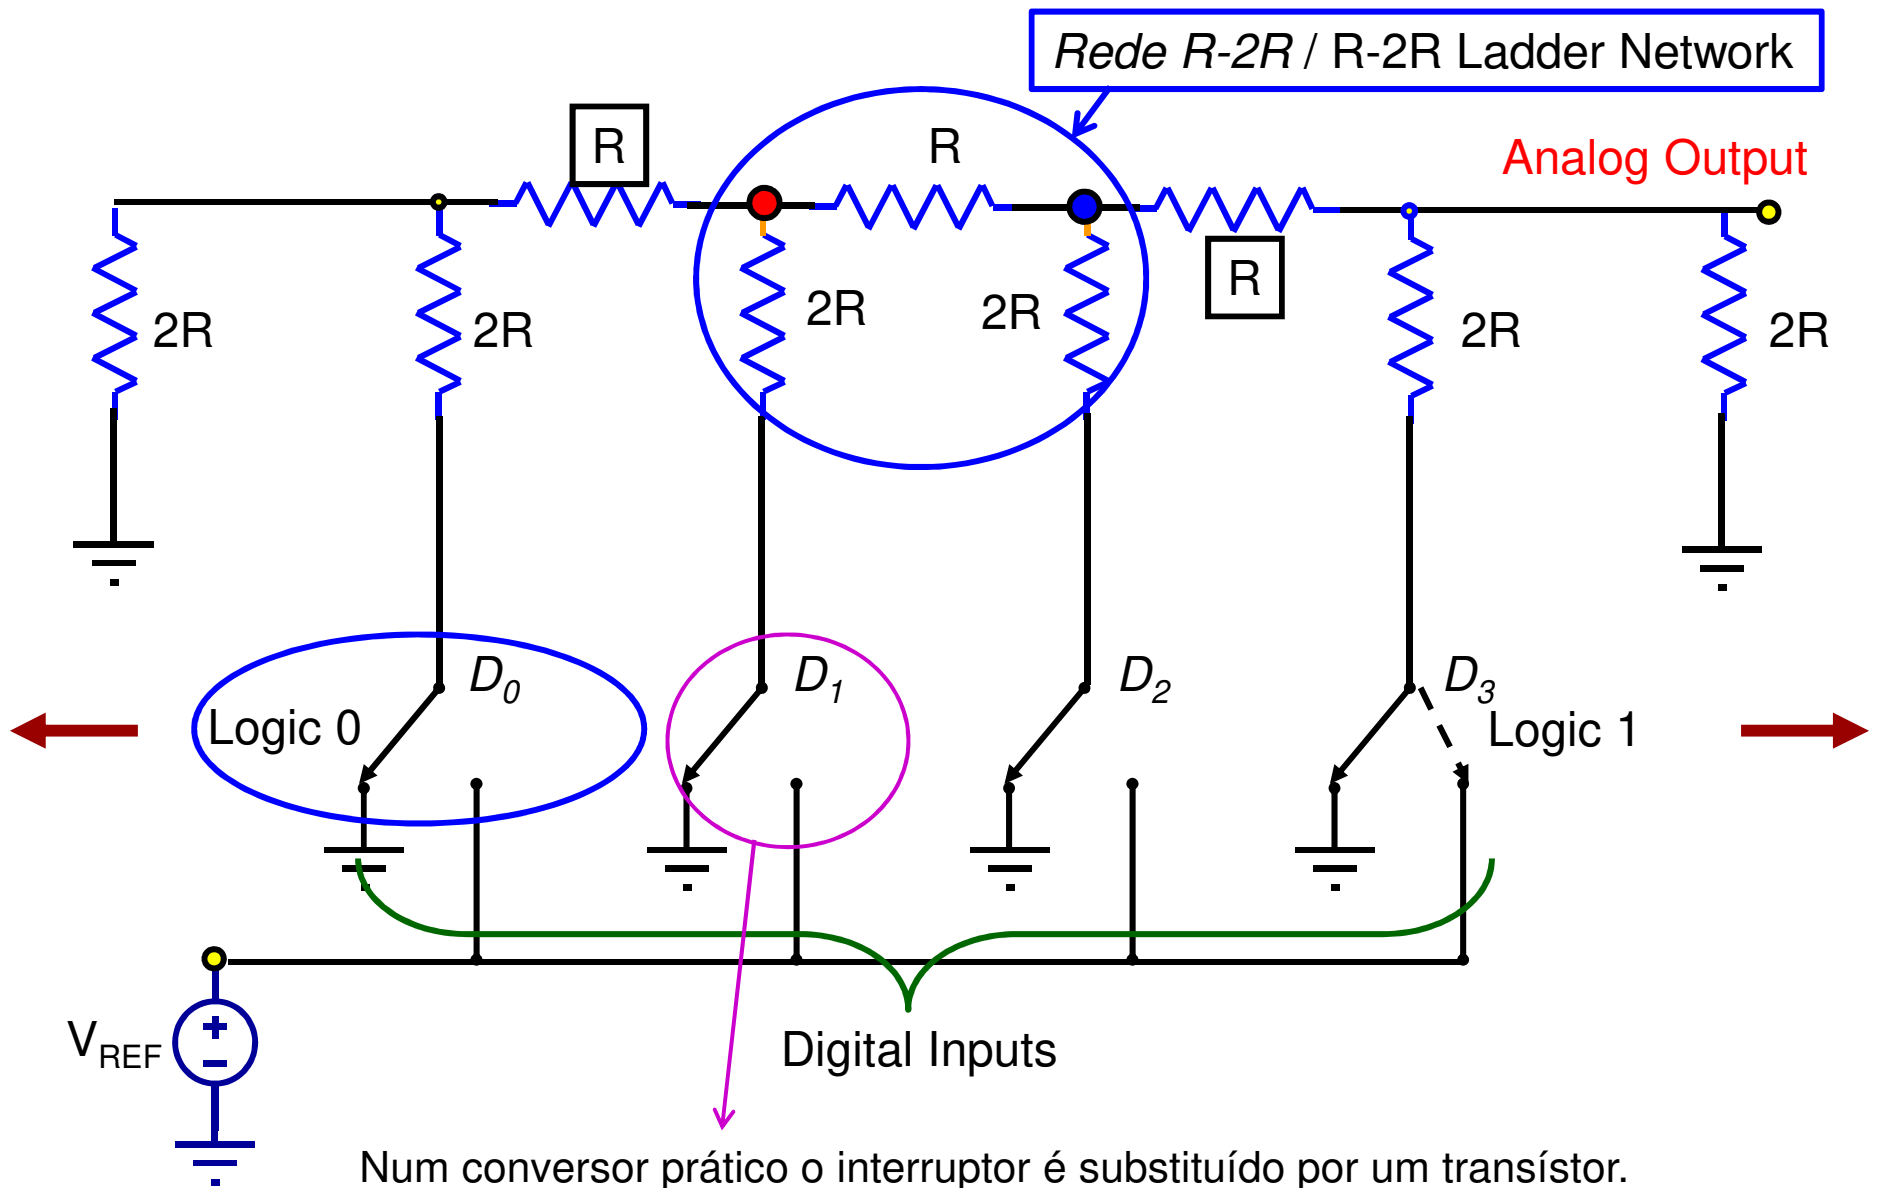 Rede R-2R / R-2R Ladder Network
R
R
Analog Output
R
2R
2R
2R
2R
2R
2R
D0
D1
D2
D3
Logic 0
Logic 1
+
−
VREF
Digital Inputs
Num conversor prático o interruptor é substituído por um transístor.